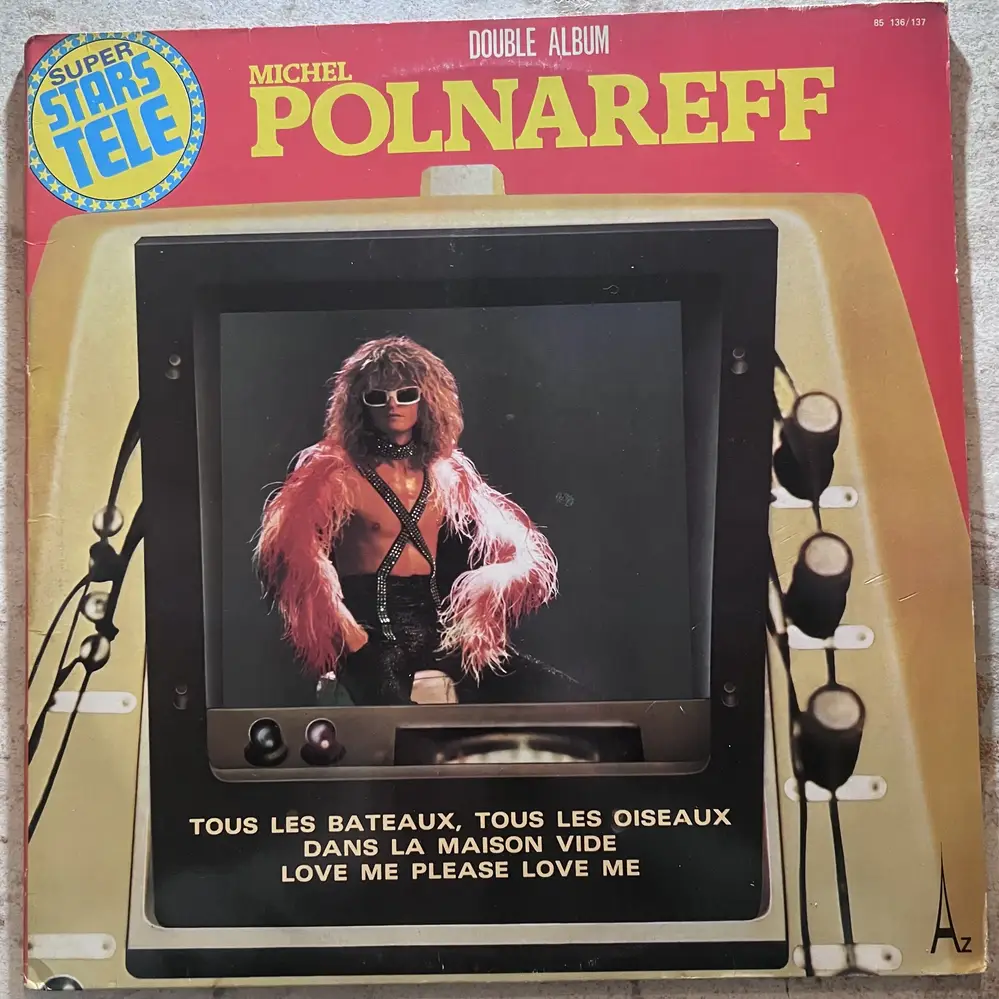 DOUBLE ALBUM
85 136/137
SUPER
STARS
TELE
MICHEL
POLNAREFF
TOUS LES BATEAUX, TOUS LES OISEAUX
DANS LA MAISON VIDE
LOVE ME PLEASE LOVE ME
AZ